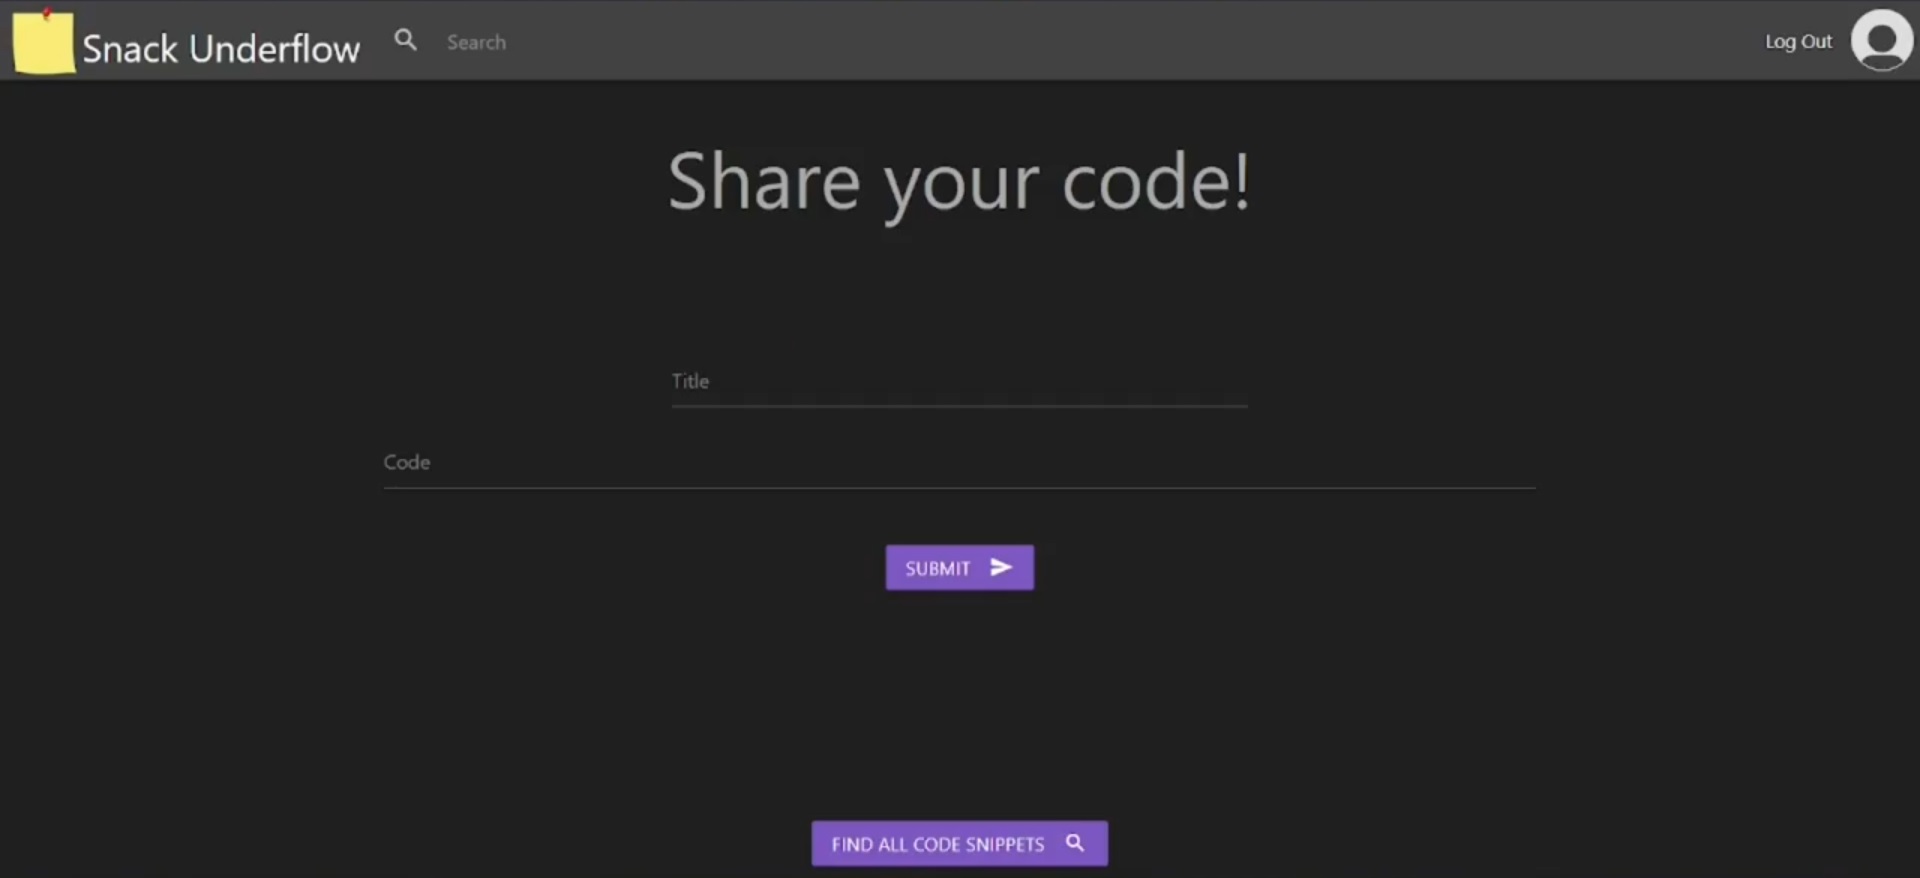 Snack Underflow
Search
Log Out
Share your code!
Title
Code
SUBMIT
FIND ALL CODE SNIPPETS